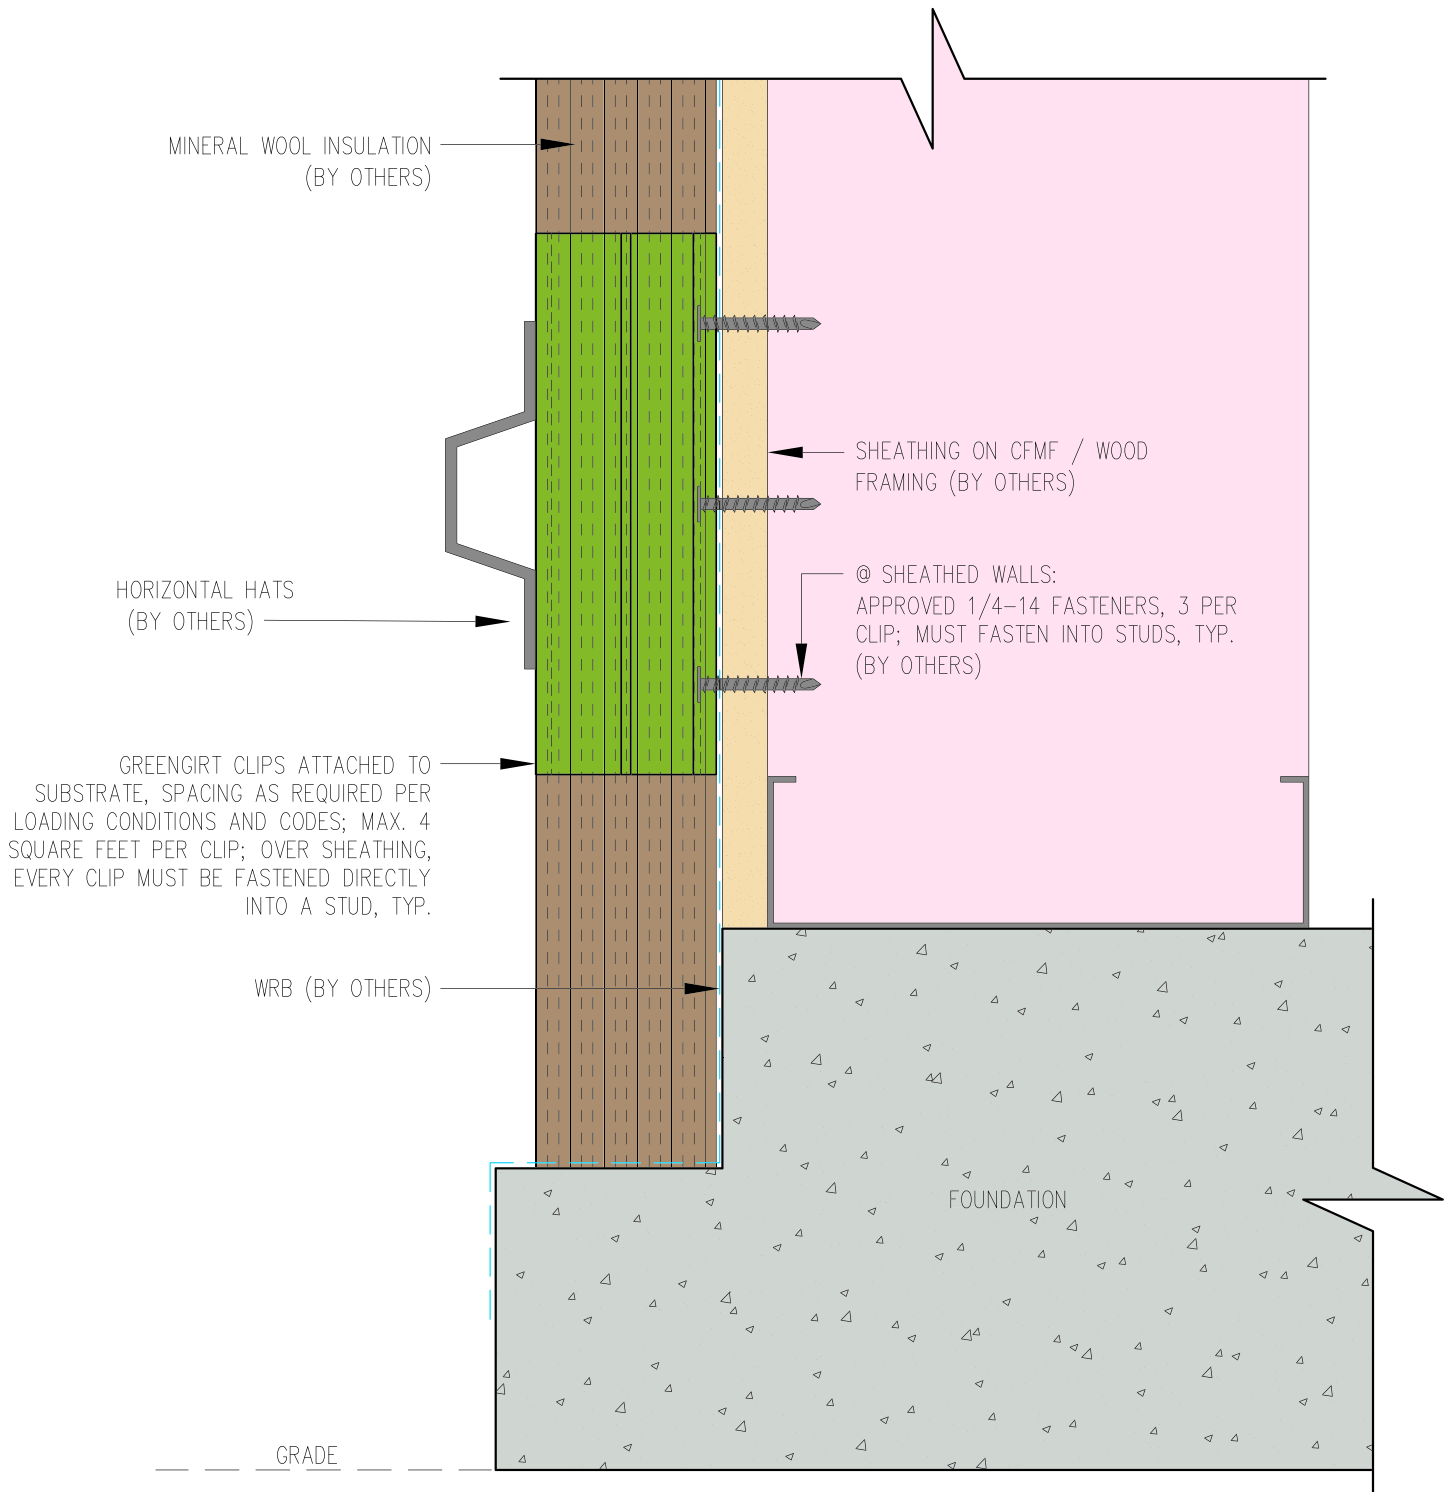 MINERAL WOOL INSULATION
(BY OTHERS)
SHEATHING ON CFMF / WOOD
FRAMING (BY OTHERS)
@ SHEATHED WALLS:
APPROVED 1/4-14 FASTENERS, 3 PER
CLIP; MUST FASTEN INTO STUDS, TYP.
(BY OTHERS)
HORIZONTAL HATS
(BY OTHERS)
GREENGIRT CLIPS ATTACHED TO
SUBSTRATE, SPACING AS REQUIRED PER
LOADING CONDITIONS AND CODES; MAX. 4
SQUARE FEET PER CLIP; OVER SHEATHING,
EVERY CLIP MUST BE FASTENED DIRECTLY
INTO A STUD, TYP.
WRB (BY OTHERS)
FOUNDATION
GRADE